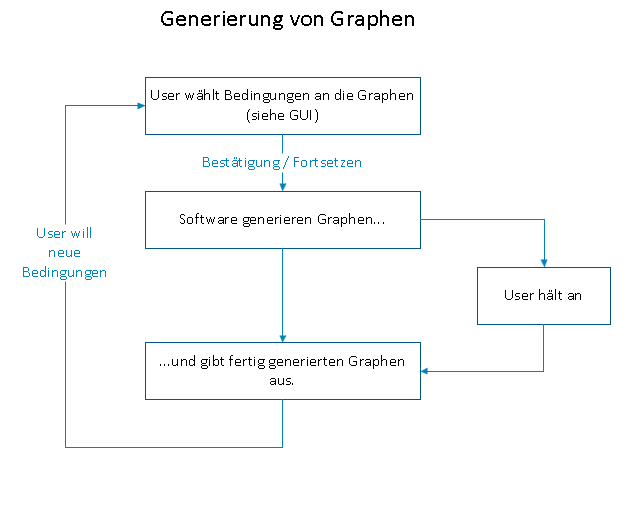 Generierung von Graphen
User wählt Bedingungen an die Graphen
(siehe GUI)
Bestätigung / Fortsetzen
Software generieren Graphen...
User will
neue
Bedingungen
User hält an
...und gibt fertig generierten Graphen
aus.